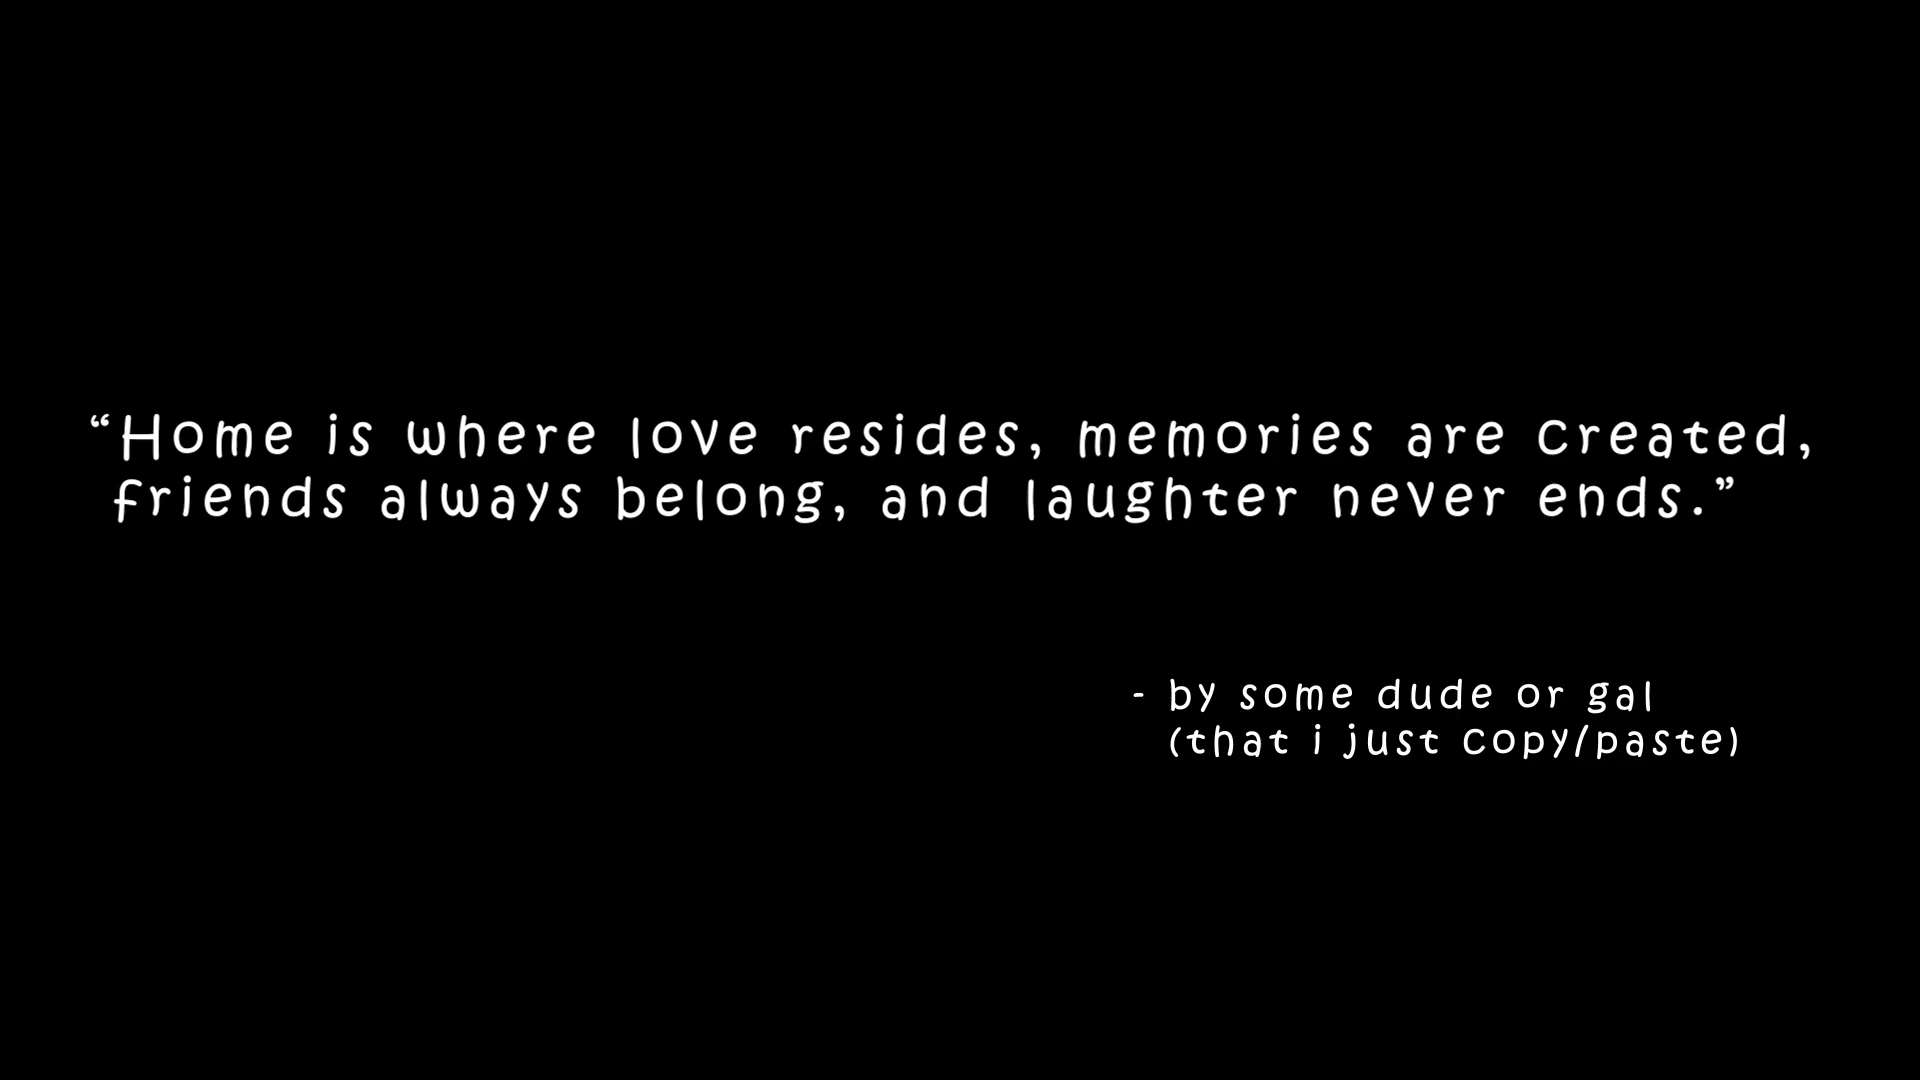 “Home is where love resides, memories are created,
friends always belong, and laughter never ends.”
- by some dude or gal
(that i just copy/paste)